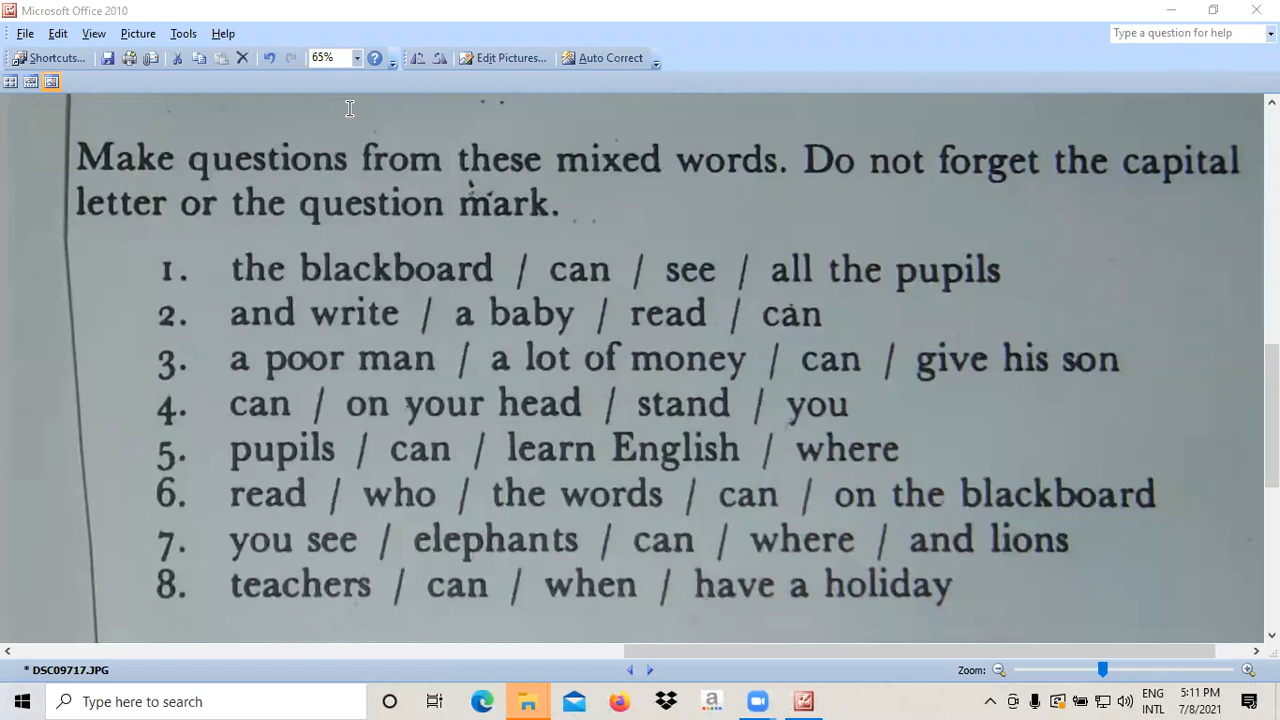 Microsoft Office 2010
File Edit View Picture Tools Help
Type a question for help
Shortcuts... 65% Edit Pictures... Auto Correct
Make questions from these mixed words. Do not forget the capital
letter or the question mark.
1. the blackboard / can / see / all the pupils
2. and write / a baby / read / can
3. a poor man / a lot of money / can / give his son
4. can / on your head / stand / you
5. pupils / can / learn English / where
6. read / who / the words / can / on the blackboard
7. you see / elephants / can / where / and lions
8. teachers / can / when / have a holiday
* DSC09717.JPG Zoom:
Type here to search
a
ENG 5:11 PM
INTL 7/8/2021